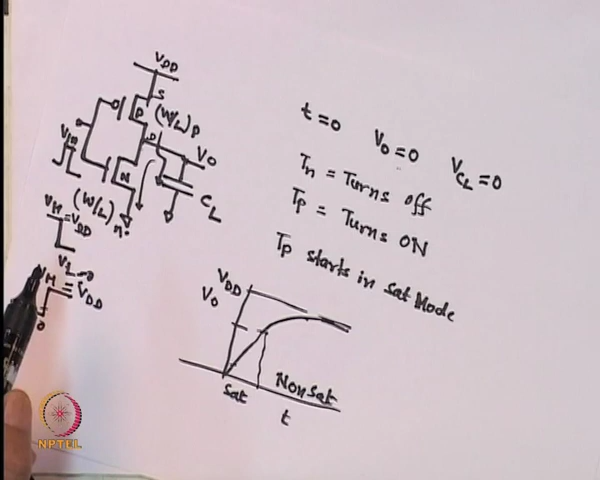 VDD
S
P (W/L)p
VIN
D
VO
N
CL
(W/L)n
VH = VDD
VL → 0
VH = VDD
0
t = 0 VO = 0 VCL = 0
Tn = Turns off
Tp = Turns ON
Tp starts in Sat Mode
VDD
VO
Sat Nonsat
t
NPTEL